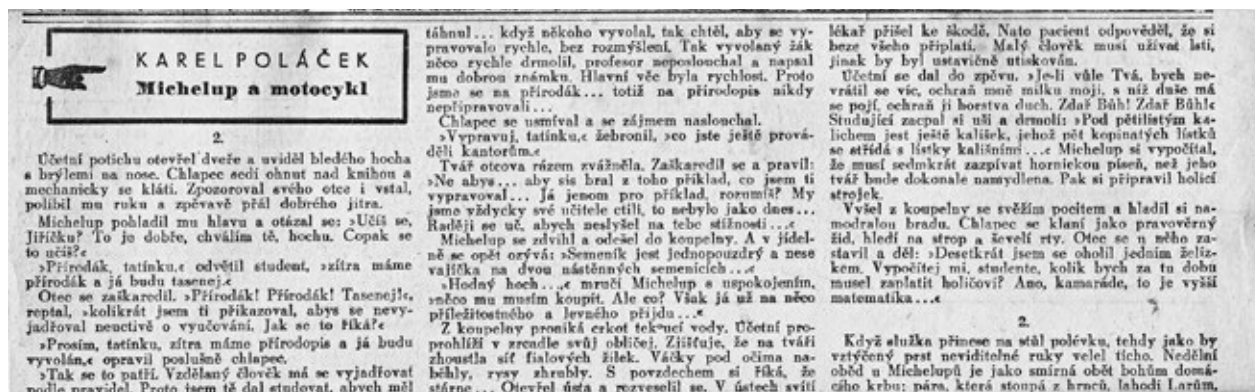 KAREL POLÁČEK
Michelup a motocykl
2.
Účetní potichu otevřel dveře a uviděl bledého hocha
s brýlemi na nose. Chlapec sedí ohnut nad knihou a
mechanicky se klátí. Zpozoroval svého otce i vstal,
políbil mu ruku a zpěvavě přál dobrého jitra.
Michelup pohladil mu hlavu a otázal se: »Učíš se,
Jiříčku? To je dobře, chválím tě, hochu. Copak se
to učíš?«
»Přírodák, tatínku,« odvětil student, »zítra máme
přírodák a já budu tasenej.«
Otec se zaškaredil. »Přírodák! Přírodák! Tasenej!«,
reptal, »kolikrát jsem ti přikazoval, abys se nevy-
jadřoval neuctivě o vyučování. Jak se to říká?«
»Prosím, tatínku, zítra máme přírodopis a já budu
vyvolán,« opravil poslušně chlapec.
»Tak se to patří. Vzdělaný člověk má se vyjadřovat
podle pravidel. Proto jsem tě dal studovat, abych měl
táhnul... když někoho vyvolal, tak chtěl, aby se vy-
pravovalo rychle, bez rozmýšlení. Tak vyvolaný žák
něco rychle drmolil, profesor neposlouchal a napsal
mu dobrou známku. Hlavní věc byla rychlost. Proto
jsme se na přírodák... totiž na přírodopis nikdy
nepřipravovali...
Chlapec se usmíval a se zájmem naslouchal.
»Vypravuj, tatínku,« žebronil, »co jste ještě prová-
děli kantorům.«
Tvář otcova rázem zvážněla. Zaškaredil se a pravil:
»Ne abys... aby sis bral z toho příklad, co jsem ti
vypravoval... Já jenom pro příklad, rozumíš? My
jsme vždycky své učitele ctili, to nebylo jako dnes...
Raději se uč, abych neslyšel na tebe stížnosti...«
Michelup se zdvihl a odešel do koupelny. A v jídel-
ně se opět ozývá: »Semeník jest jednopouzdrý a nese
vajíčka na dvou nástěnných semenicích...«
»Hodný hoch...« mručí Michelup s uspokojením,
»něco mu musím koupit. Ale co? Však já už na něco
příležitostného a levného přijdu...«
Z koupelny proniká crkot tekoucí vody. Účetní pro-
prohlíží v zrcadle svůj obličej. Zjišťuje, že na tváři
zhoustla síť fialových žilek. Váčky pod očima na-
běhly, rysy zhrubly. S povzdechem si říká, že
stárne... Otevřel ústa a rozveselil se. V ústech svítí
lékař přišel ke škodě. Nato pacient odpověděl, že si
beze všeho připlatí. Malý člověk musí užívat lsti,
jinak by byl ustavičně utiskován.
Účetní se dal do zpěvu. »Je-li vůle Tvá, bych ne-
vrátil se víc, ochraň mně milku moji, s níž duše má
se pojí, ochraň ji horstva duch. Zdař Bůh! Zdař Bůh!«
Studující zacpal si uši a drmolí: »Pod pětilistým ka-
lichem jest ještě kalíšek, jehož pět kopinatých lístků
se střídá s lístky kališními...« Michelup si vypočítal,
že musí sedmkrát zazpívat hornickou píseň, než jeho
tvář bude dokonale namydlena. Pak si připravil holicí
strojek.
Vyšel z koupelny se svěžím pocitem a hladil si na-
modralou bradu. Chlapec se klaní jako pravověrný
žid, hledí na strop a ševelí rty. Otec se u něho za-
stavil a děl: »Desetkrát jsem se oholil jedním želíz-
kem. Vypočítej mi, studente, kolik bych za tu dobu
musel zaplatit holičovi? Ano, kamaráde, to je vyšší
matematika...«
2.
Když služka přinese na stůl polévku, tehdy jako by
vztýčený prst neviditelné ruky velel ticho. Nedělní
oběd u Michelupů je jako smírná oběť bohům domá-
cího krbu; pára, která stoupá z hrnce, lahodí Larům-